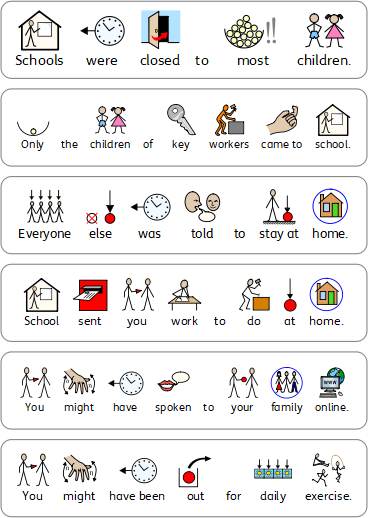 Schools were closed to most children.
Only the children of key workers came to school.
Everyone else was told to stay at home.
School sent you work to do at home.
You might have spoken to your family online.
You might have been out for daily exercise.